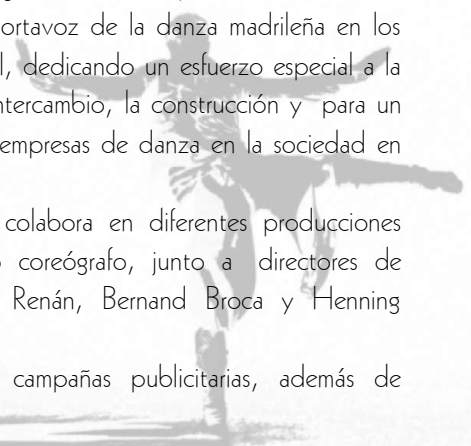 ortavoz de la danza madrileña en los
l, dedicando un esfuerzo especial a la
ntercambio, la construcción y para un
empresas de danza en la sociedad en
colabora en diferentes producciones
coreógrafo, junto a directores de
Renán, Bernand Broca y Henning
campañas publicitarias, además de